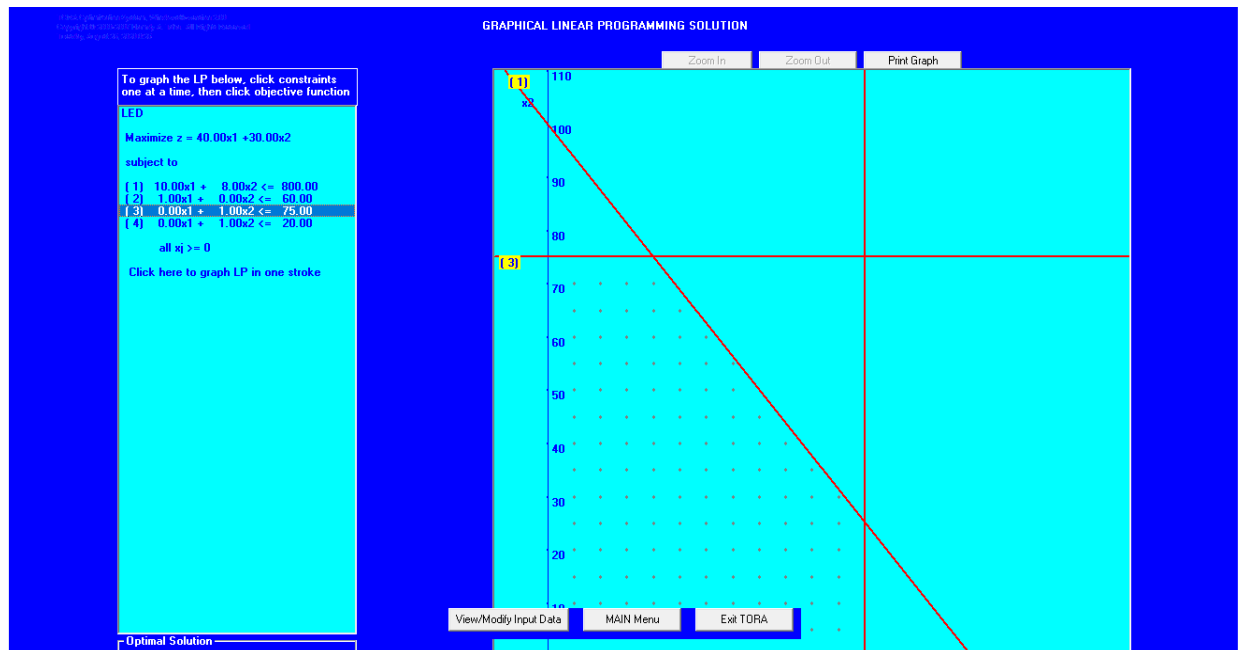 GRAPHICAL LINEAR PROGRAMMING SOLUTION
Zoom In Zoom Out Print Graph
To graph the LP below, click constraints
one at a time, then click objective function
LED
Maximize z = 40.00x1 +30.00x2
subject to
( 1) 10.00x1 + 8.00x2 <= 800.00
( 2) 1.00x1 + 0.00x2 <= 60.00
( 3) 0.00x1 + 1.00x2 <= 75.00
( 4) 0.00x1 + 1.00x2 <= 20.00
all xj >= 0
Click here to graph LP in one stroke
( 1)
x2
110
100
90
80
( 3)
70
60
50
40
30
20
10
View/Modify Input Data MAIN Menu Exit TORA
Optimal Solution